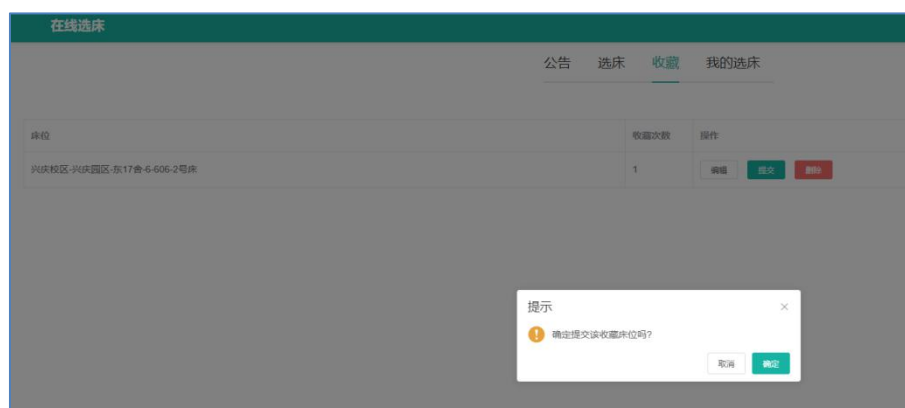 在线选床
公告 选床 收藏 我的选床
床位 收藏次数 操作
兴庆校区-兴庆园区-东17舍-6-606-2号床 1 编辑 提交 删除
提示
确定提交该收藏床位吗?
取消 确定